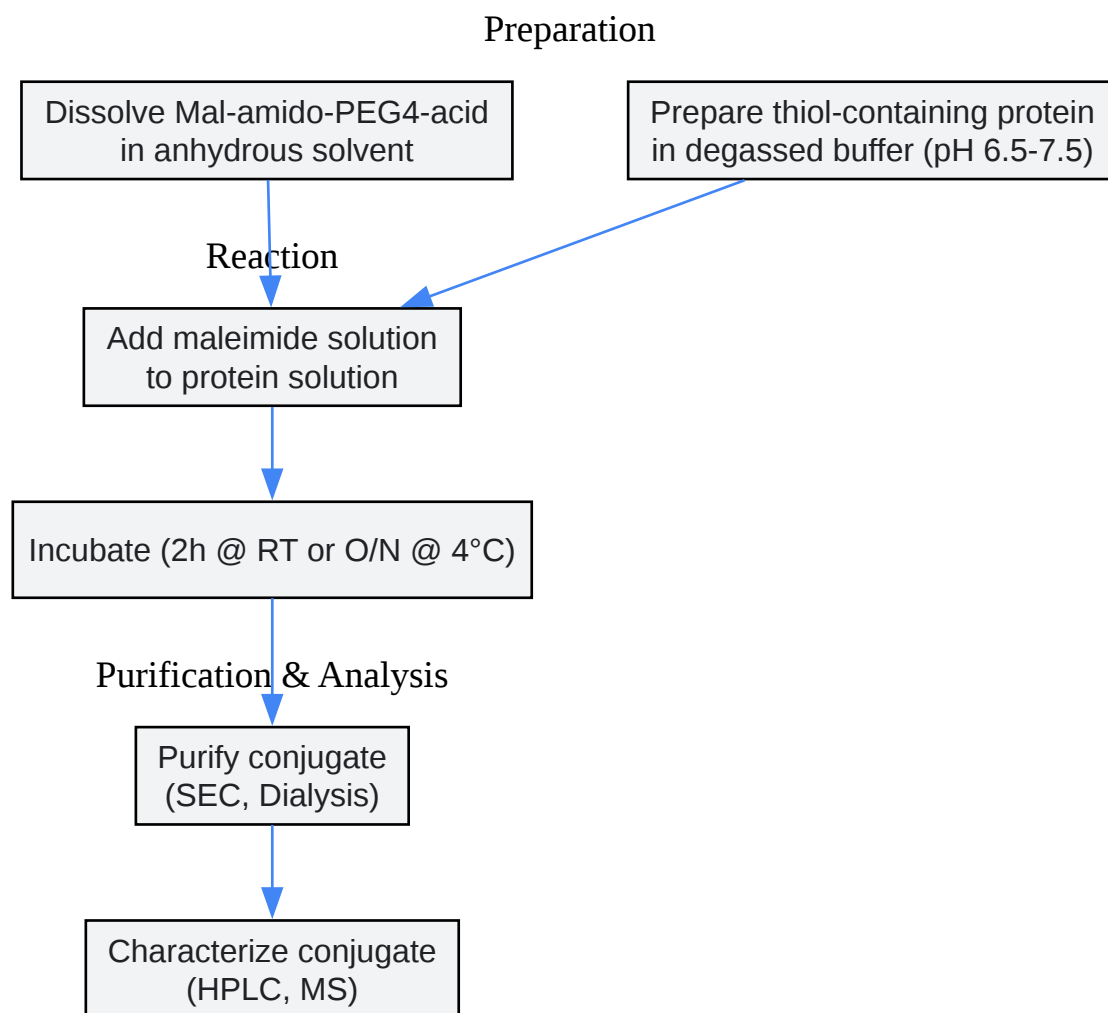 Preparation
Dissolve Mal-amido-PEG4-acid
in anhydrous solvent
Prepare thiol-containing protein
in degassed buffer (pH 6.5-7.5)
Reaction
Add maleimide solution
to protein solution
Incubate (2h @ RT or O/N @ 4°C)
Purification & Analysis
Purify conjugate
(SEC, Dialysis)
Characterize conjugate
(HPLC, MS)